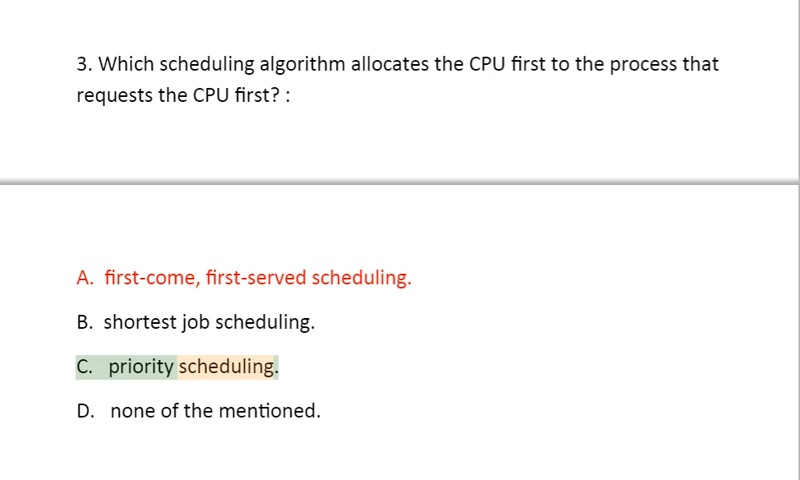 3. Which scheduling algorithm allocates the CPU first to the process that
requests the CPU first? :
A. first-come, first-served scheduling.
B. shortest job scheduling.
C. priority scheduling.
D. none of the mentioned.